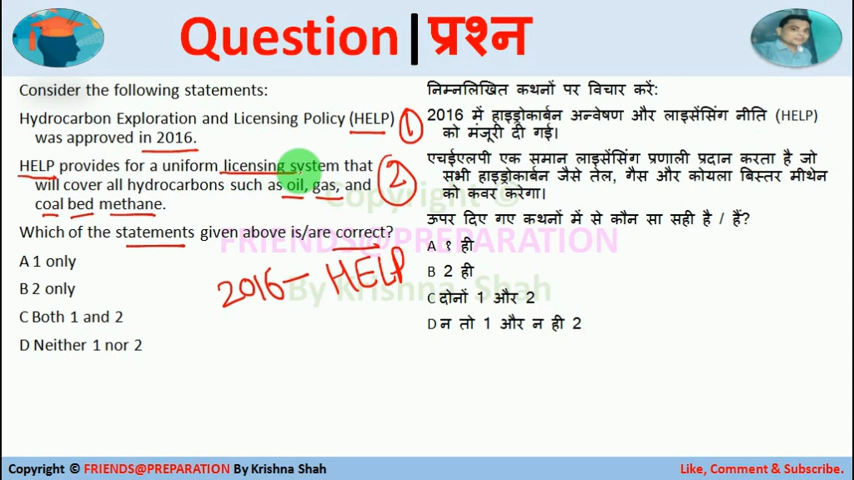 Question|प्रश्न
Consider the following statements:
Hydrocarbon Exploration and Licensing Policy (HELP)
was approved in 2016.
HELP provides for a uniform licensing system that
will cover all hydrocarbons such as oil, gas, and
coal bed methane.
Which of the statements given above is/are correct?
A 1 only
B 2 only
C Both 1 and 2
D Neither 1 nor 2
1
2
2016 - HELP
निम्नलिखित कथनों पर विचार करें:
2016 में हाइड्रोकार्बन अन्वेषण और लाइसेंसिंग नीति (HELP)
को मंजूरी दी गई।
एचईएलपी एक समान लाइसेंसिंग प्रणाली प्रदान करता है जो
सभी हाइड्रोकार्बन जैसे तेल, गैस और कोयला बिस्तर मीथेन
को कवर करेगा।
ऊपर दिए गए कथनों में से कौन सा सही है / हैं?
A १ ही
B 2 ही
C दोनों 1 और 2
D न तो 1 और न ही 2
Copyright ©
FRIENDS@PREPARATION
By Krishna Shah
Copyright © FRIENDS@PREPARATION By Krishna Shah
Like, Comment & Subscribe.